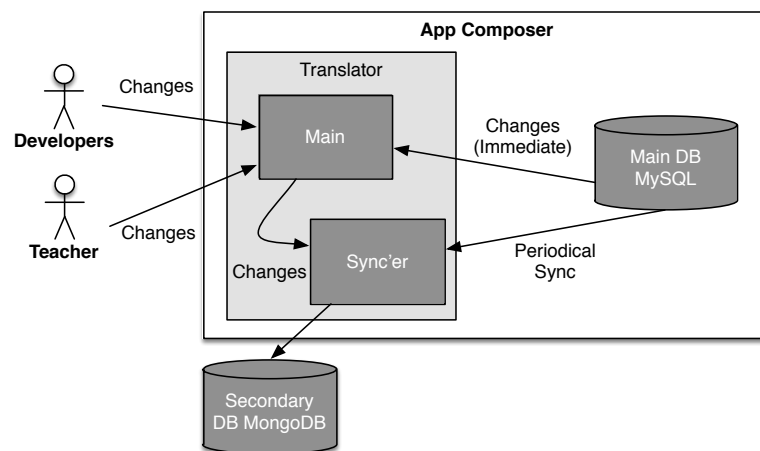 App Composer
Translator
Changes
Developers
Main
Changes
(Immediate)
Main DB
MySQL
Changes
Teacher
Changes
Sync'er
Periodical
Sync
Secondary
DB MongoDB